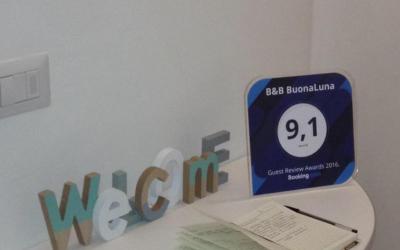 WeLCOme
B&B BuonaLuna
9,1
Guest Review Awards 2016.
Booking